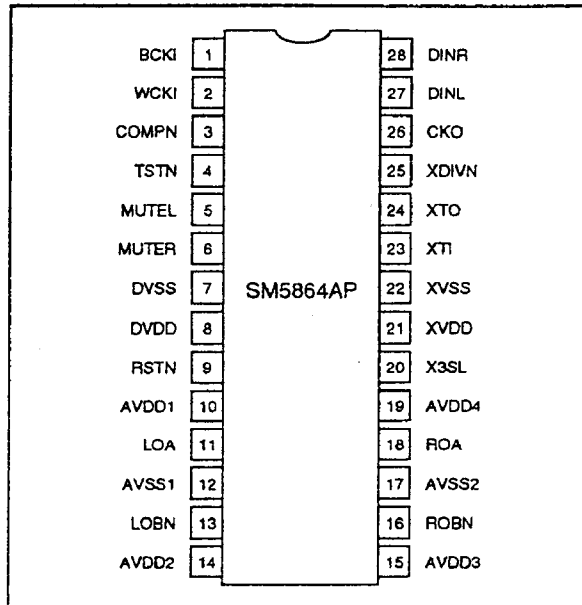 BCKI 1 28 DINR
WCKI 2 27 DINL
COMPN 3 26 CKO
TSTN 4 25 XDIVN
MUTEL 5 24 XTO
MUTER 6 23 XTI
DVSS 7 SM5864AP 22 XVSS
DVDD 8 21 XVDD
RSTN 9 20 X3SL
AVDD1 10 19 AVDD4
LOA 11 18 ROA
AVSS1 12 17 AVSS2
LOBN 13 16 ROBN
AVDD2 14 15 AVDD3